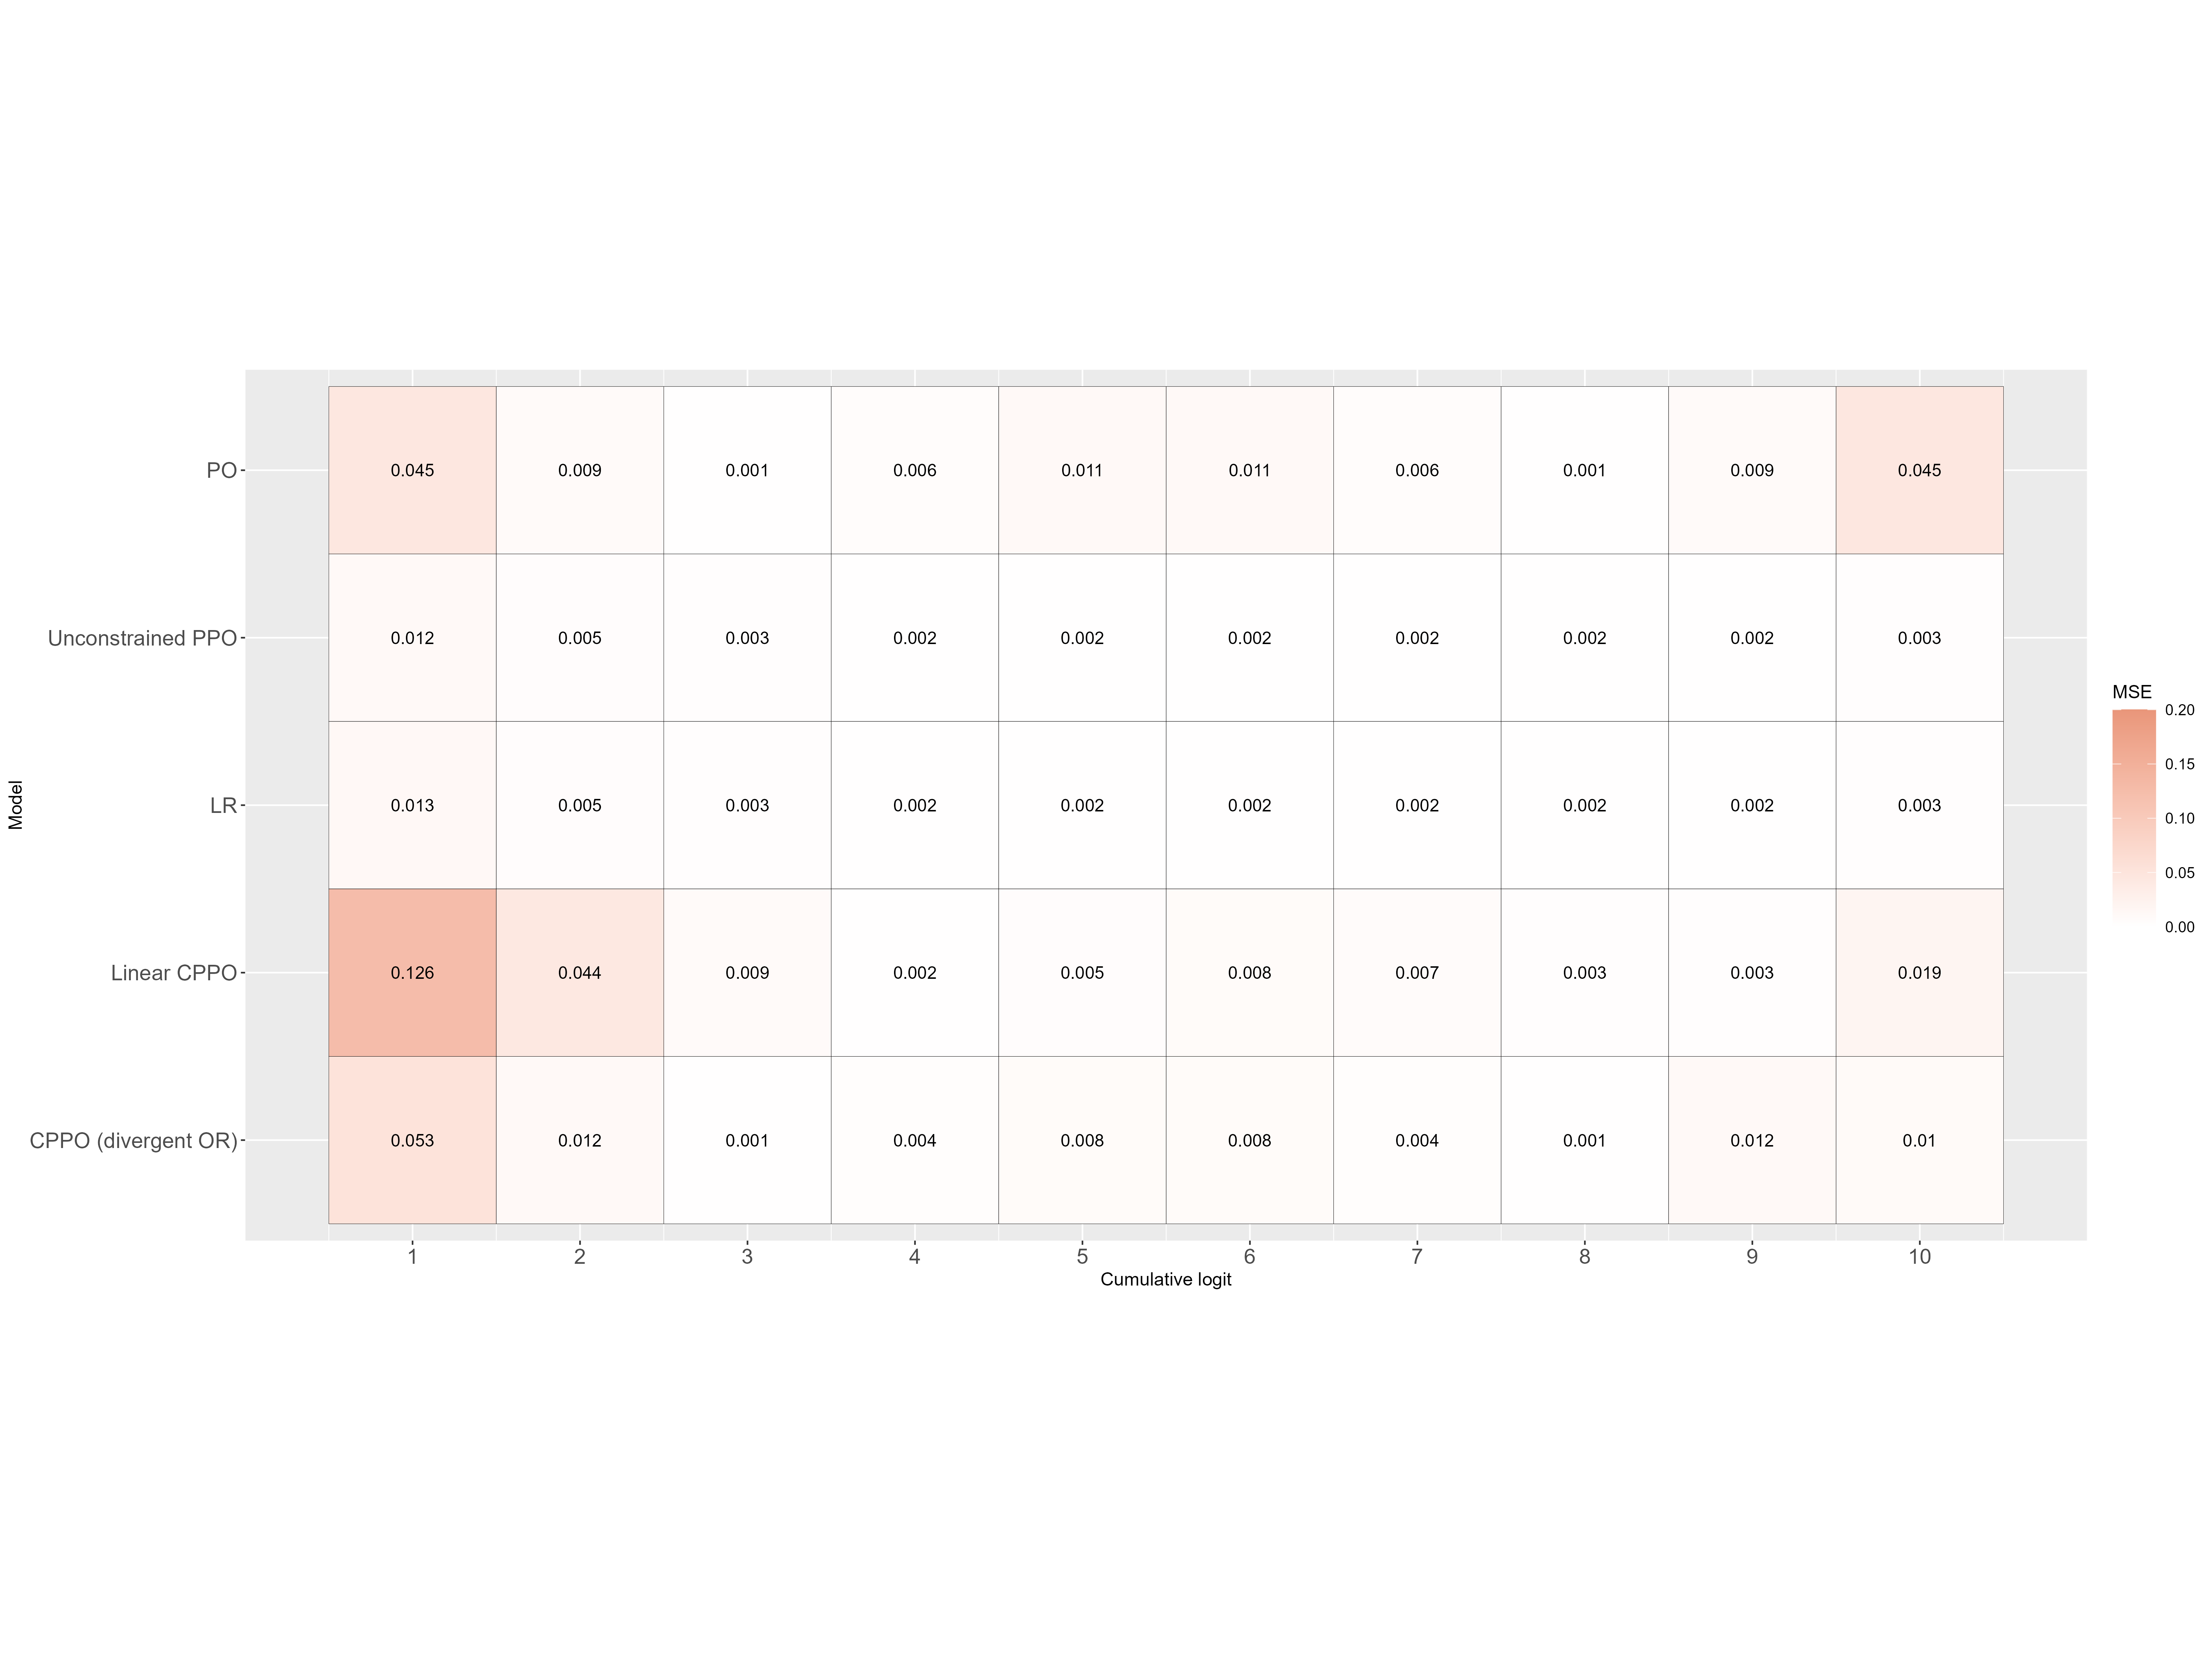 PO 0.045 0.009 0.001 0.006 0.011 0.011 0.006 0.001 0.009 0.045
Unconstrained PPO 0.012 0.005 0.003 0.002 0.002 0.002 0.002 0.002 0.002 0.003
LR 0.013 0.005 0.003 0.002 0.002 0.002 0.002 0.002 0.002 0.003
Linear CPPO 0.126 0.044 0.009 0.002 0.005 0.008 0.007 0.003 0.003 0.019
CPPO (divergent OR) 0.053 0.012 0.001 0.004 0.008 0.008 0.004 0.001 0.012 0.01
1 2 3 4 5 6 7 8 9 10
Cumulative logit
Model
MSE
0.20
0.15
0.10
0.05
0.00